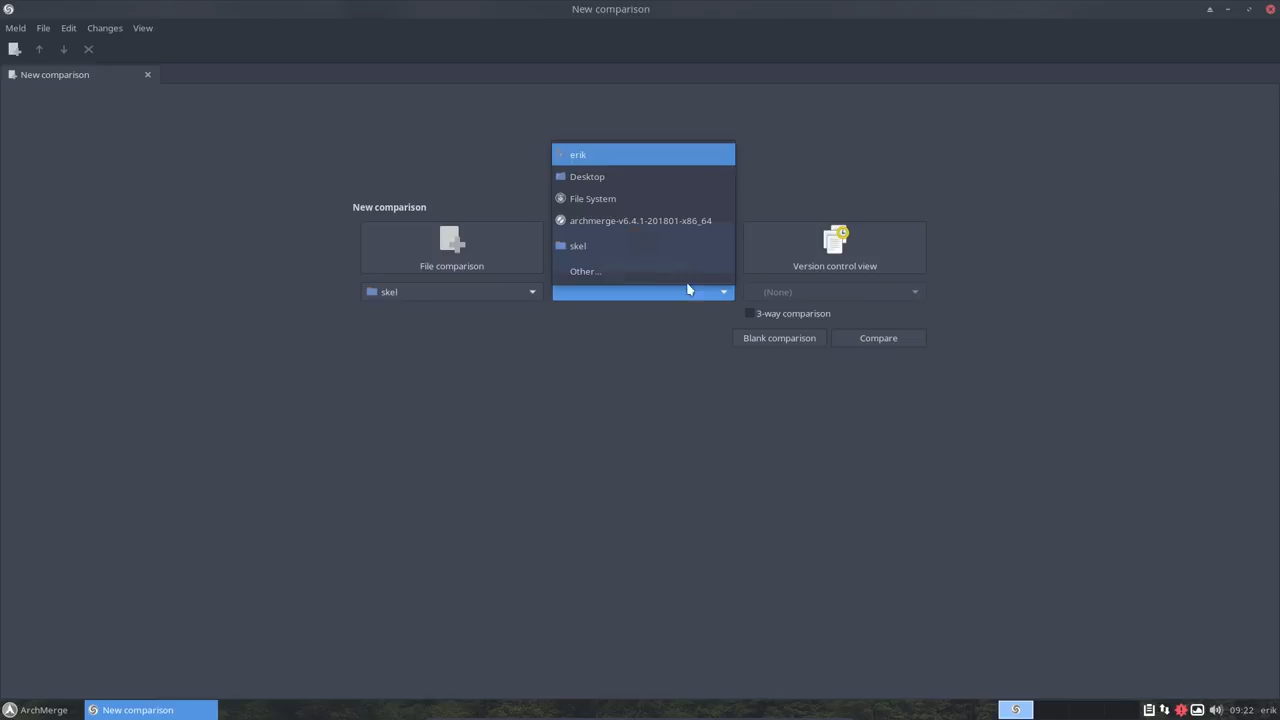 New comparison
Meld File Edit Changes View
New comparison
erik
Desktop
File System
archmerge-v6.4.1-201801-x86_64
skel
Other...
New comparison
File comparison
Version control view
skel
(None)
3-way comparison
Blank comparison
Compare
ArchMerge
New comparison
09:22
erik